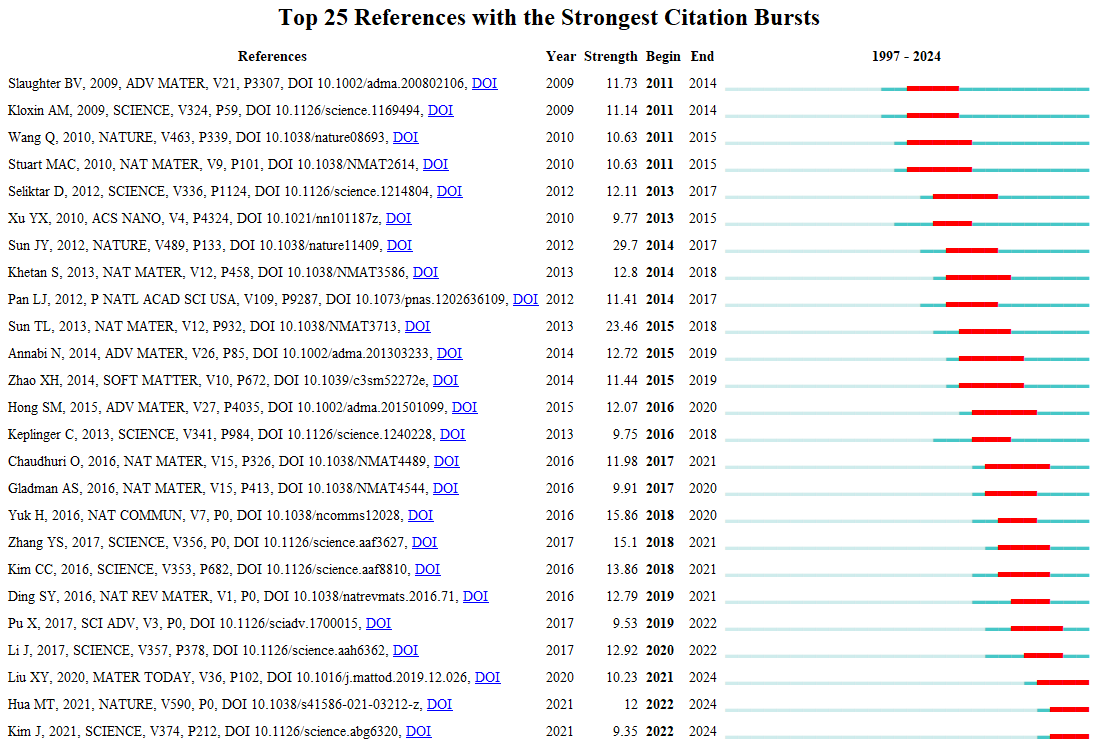 Top 25 References with the Strongest Citation Bursts
References Year Strength Begin End 1997 - 2024
Slaughter BV, 2009, ADV MATER, V21, P3307, DOI 10.1002/adma.200802106, DOI 2009 11.73 2011 2014
Kloxin AM, 2009, SCIENCE, V324, P59, DOI 10.1126/science.1169494, DOI 2009 11.14 2011 2014
Wang Q, 2010, NATURE, V463, P339, DOI 10.1038/nature08693, DOI 2010 10.63 2011 2015
Stuart MAC, 2010, NAT MATER, V9, P101, DOI 10.1038/NMAT2614, DOI 2010 10.63 2011 2015
Seliktar D, 2012, SCIENCE, V336, P1124, DOI 10.1126/science.1214804, DOI 2012 12.11 2013 2017
Xu YX, 2010, ACS NANO, V4, P4324, DOI 10.1021/nn101187z, DOI 2010 9.77 2013 2015
Sun JY, 2012, NATURE, V489, P133, DOI 10.1038/nature11409, DOI 2012 29.7 2014 2017
Khetan S, 2013, NAT MATER, V12, P458, DOI 10.1038/NMAT3586, DOI 2013 12.8 2014 2018
Pan LJ, 2012, P NATL ACAD SCI USA, V109, P9287, DOI 10.1073/pnas.1202636109, DOI 2012 11.41 2014 2017
Sun TL, 2013, NAT MATER, V12, P932, DOI 10.1038/NMAT3713, DOI 2013 23.46 2015 2018
Annabi N, 2014, ADV MATER, V26, P85, DOI 10.1002/adma.201303233, DOI 2014 12.72 2015 2019
Zhao XH, 2014, SOFT MATTER, V10, P672, DOI 10.1039/c3sm52272e, DOI 2014 11.44 2015 2019
Hong SM, 2015, ADV MATER, V27, P4035, DOI 10.1002/adma.201501099, DOI 2015 12.07 2016 2020
Keplinger C, 2013, SCIENCE, V341, P984, DOI 10.1126/science.1240228, DOI 2013 9.75 2016 2018
Chaudhuri O, 2016, NAT MATER, V15, P326, DOI 10.1038/NMAT4489, DOI 2016 11.98 2017 2021
Gladman AS, 2016, NAT MATER, V15, P413, DOI 10.1038/NMAT4544, DOI 2016 9.91 2017 2020
Yuk H, 2016, NAT COMMUN, V7, P0, DOI 10.1038/ncomms12028, DOI 2016 15.86 2018 2020
Zhang YS, 2017, SCIENCE, V356, P0, DOI 10.1126/science.aaf3627, DOI 2017 15.1 2018 2021
Kim CC, 2016, SCIENCE, V353, P682, DOI 10.1126/science.aaf8810, DOI 2016 13.86 2018 2021
Ding SY, 2016, NAT REV MATER, V1, P0, DOI 10.1038/natrevmats.2016.71, DOI 2016 12.79 2019 2021
Pu X, 2017, SCI ADV, V3, P0, DOI 10.1126/sciadv.1700015, DOI 2017 9.53 2019 2022
Li J, 2017, SCIENCE, V357, P378, DOI 10.1126/science.aah6362, DOI 2017 12.92 2020 2022
Liu XY, 2020, MATER TODAY, V36, P102, DOI 10.1016/j.mattod.2019.12.026, DOI 2020 10.23 2021 2024
Hua MT, 2021, NATURE, V590, P0, DOI 10.1038/s41586-021-03212-z, DOI 2021 12 2022 2024
Kim J, 2021, SCIENCE, V374, P212, DOI 10.1126/science.abg6320, DOI 2021 9.35 2022 2024